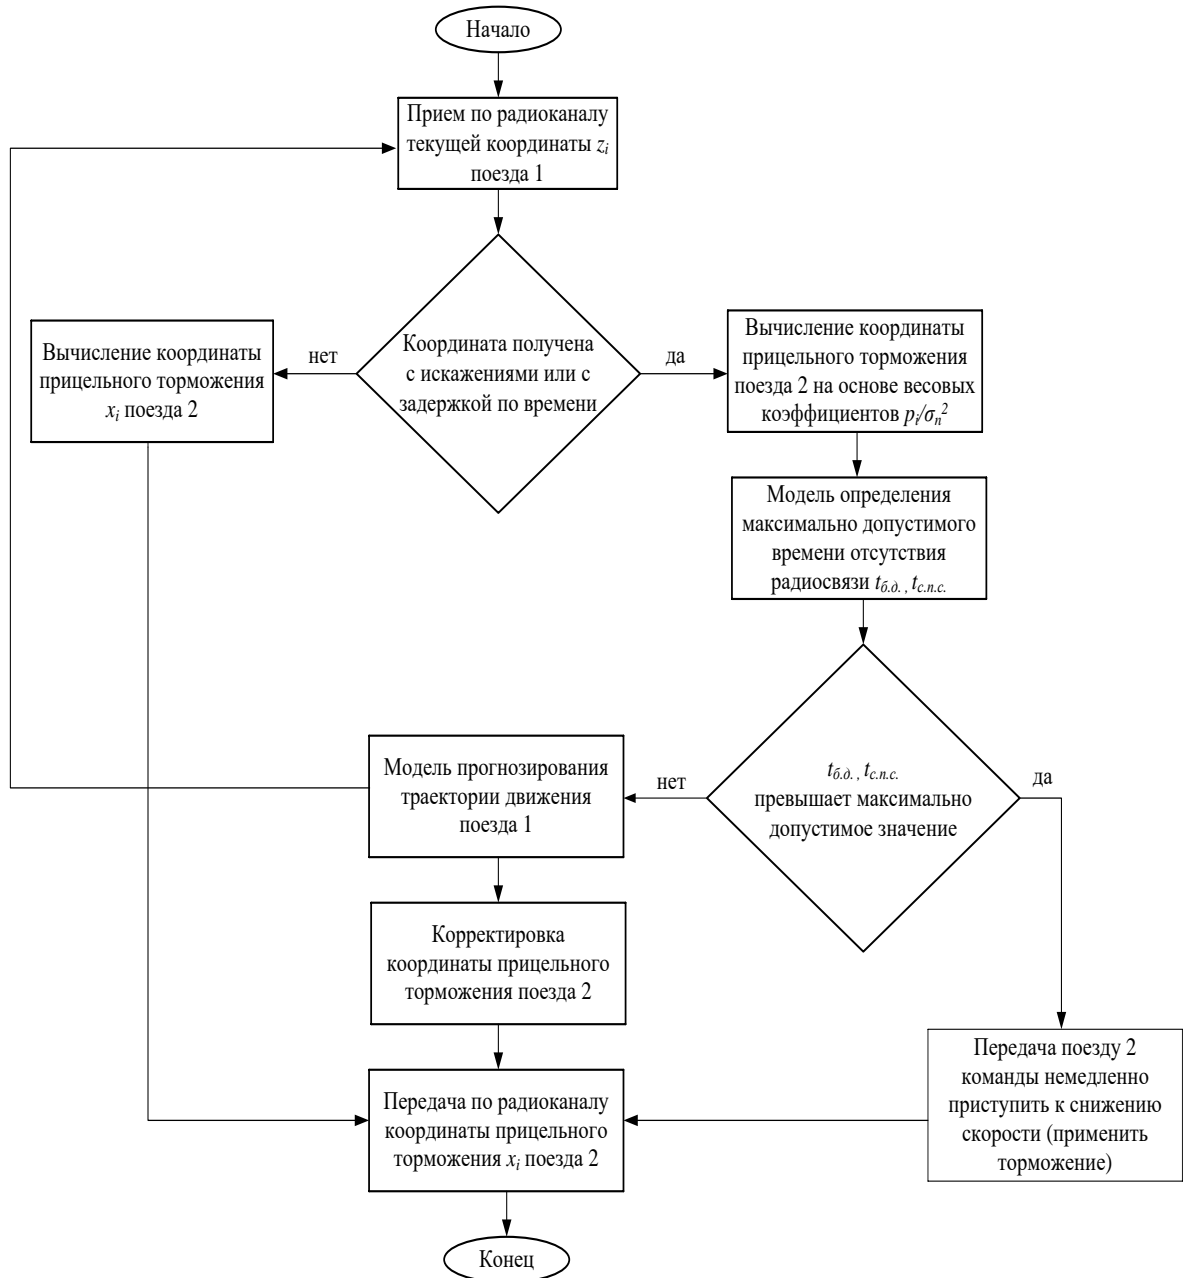 Начало
Прием по радиоканалу
текущей координаты zᵢ
поезда 1
Координата получена
с искажениями или с
задержкой по времени
нет
да
Вычисление координаты
прицельного торможения
xᵢ поезда 2
Вычисление координаты
прицельного торможения
поезда 2 на основе весовых
коэффициентов pᵢ/σₙ²
Модель определения
максимально допустимого
времени отсутствия
радиосвязи t_б.д. , t_с.п.с.
t_б.д. , t_с.п.с.
превышает максимально
допустимое значение
нет
да
Модель прогнозирования
траектории движения
поезда 1
Корректировка
координаты прицельного
торможения поезда 2
Передача по радиоканалу
координаты прицельного
торможения xᵢ поезда 2
Передача поезду 2
команды немедленно
приступить к снижению
скорости (применить
торможение)
Конец